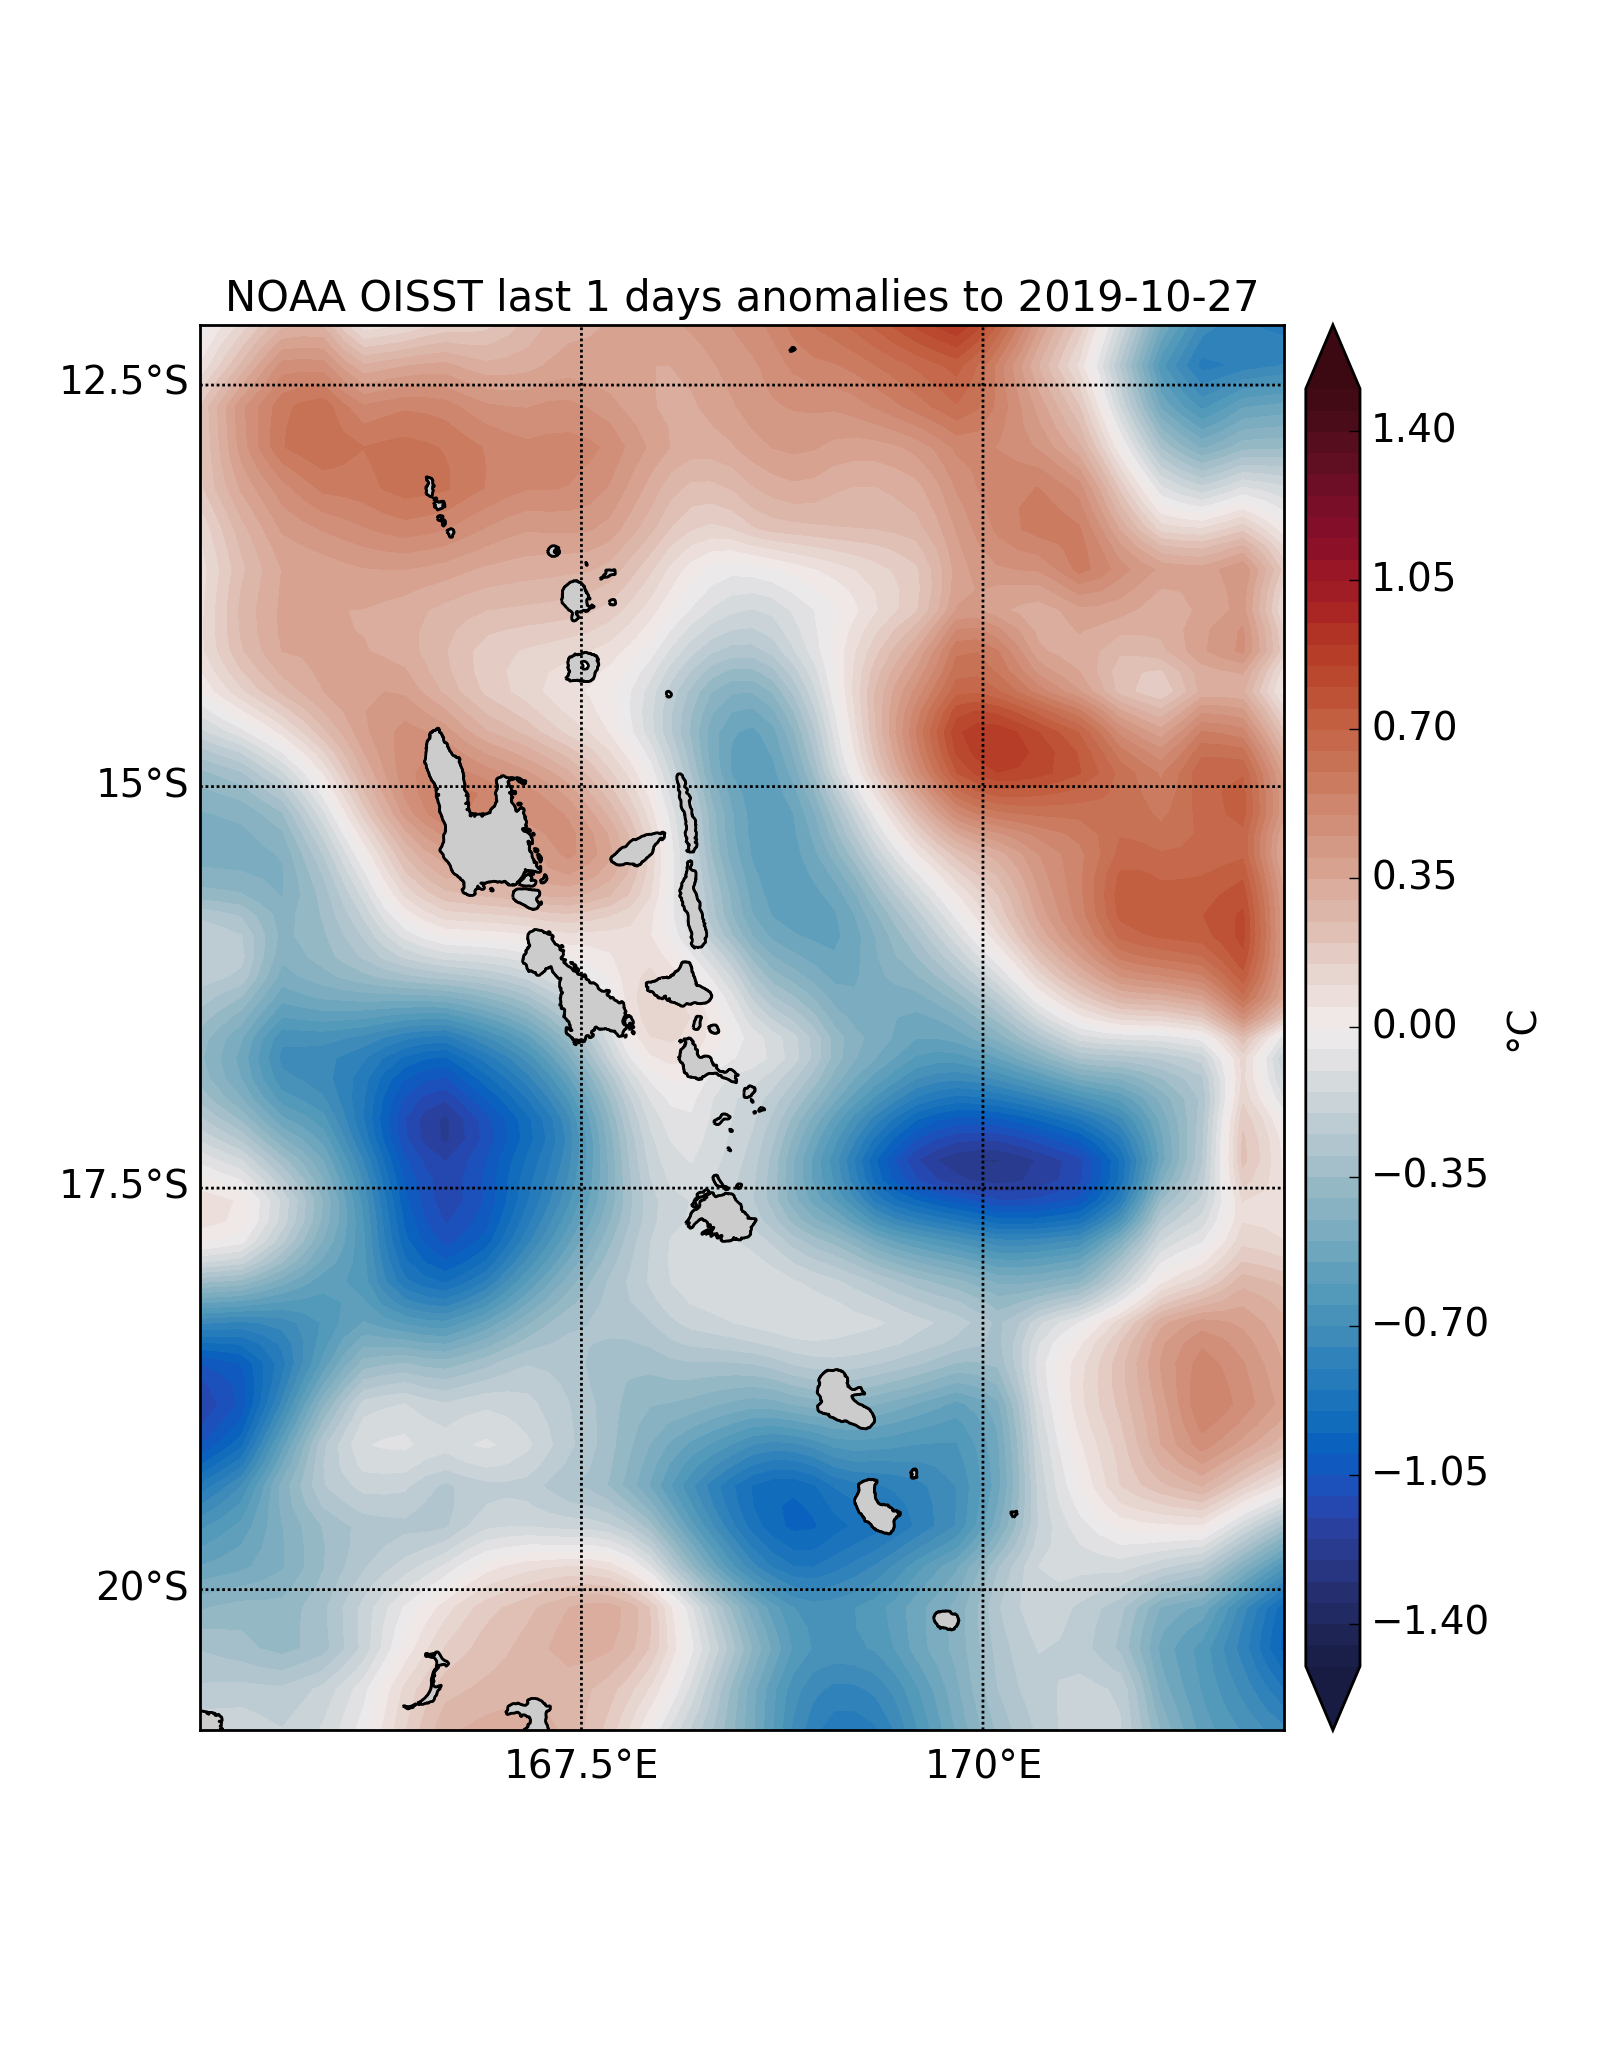 NOAA OISST last 1 days anomalies to 2019-10-27
12.5°S
15°S
17.5°S
20°S
167.5°E
170°E
1.40
1.05
0.70
0.35
0.00
−0.35
−0.70
−1.05
−1.40
°C